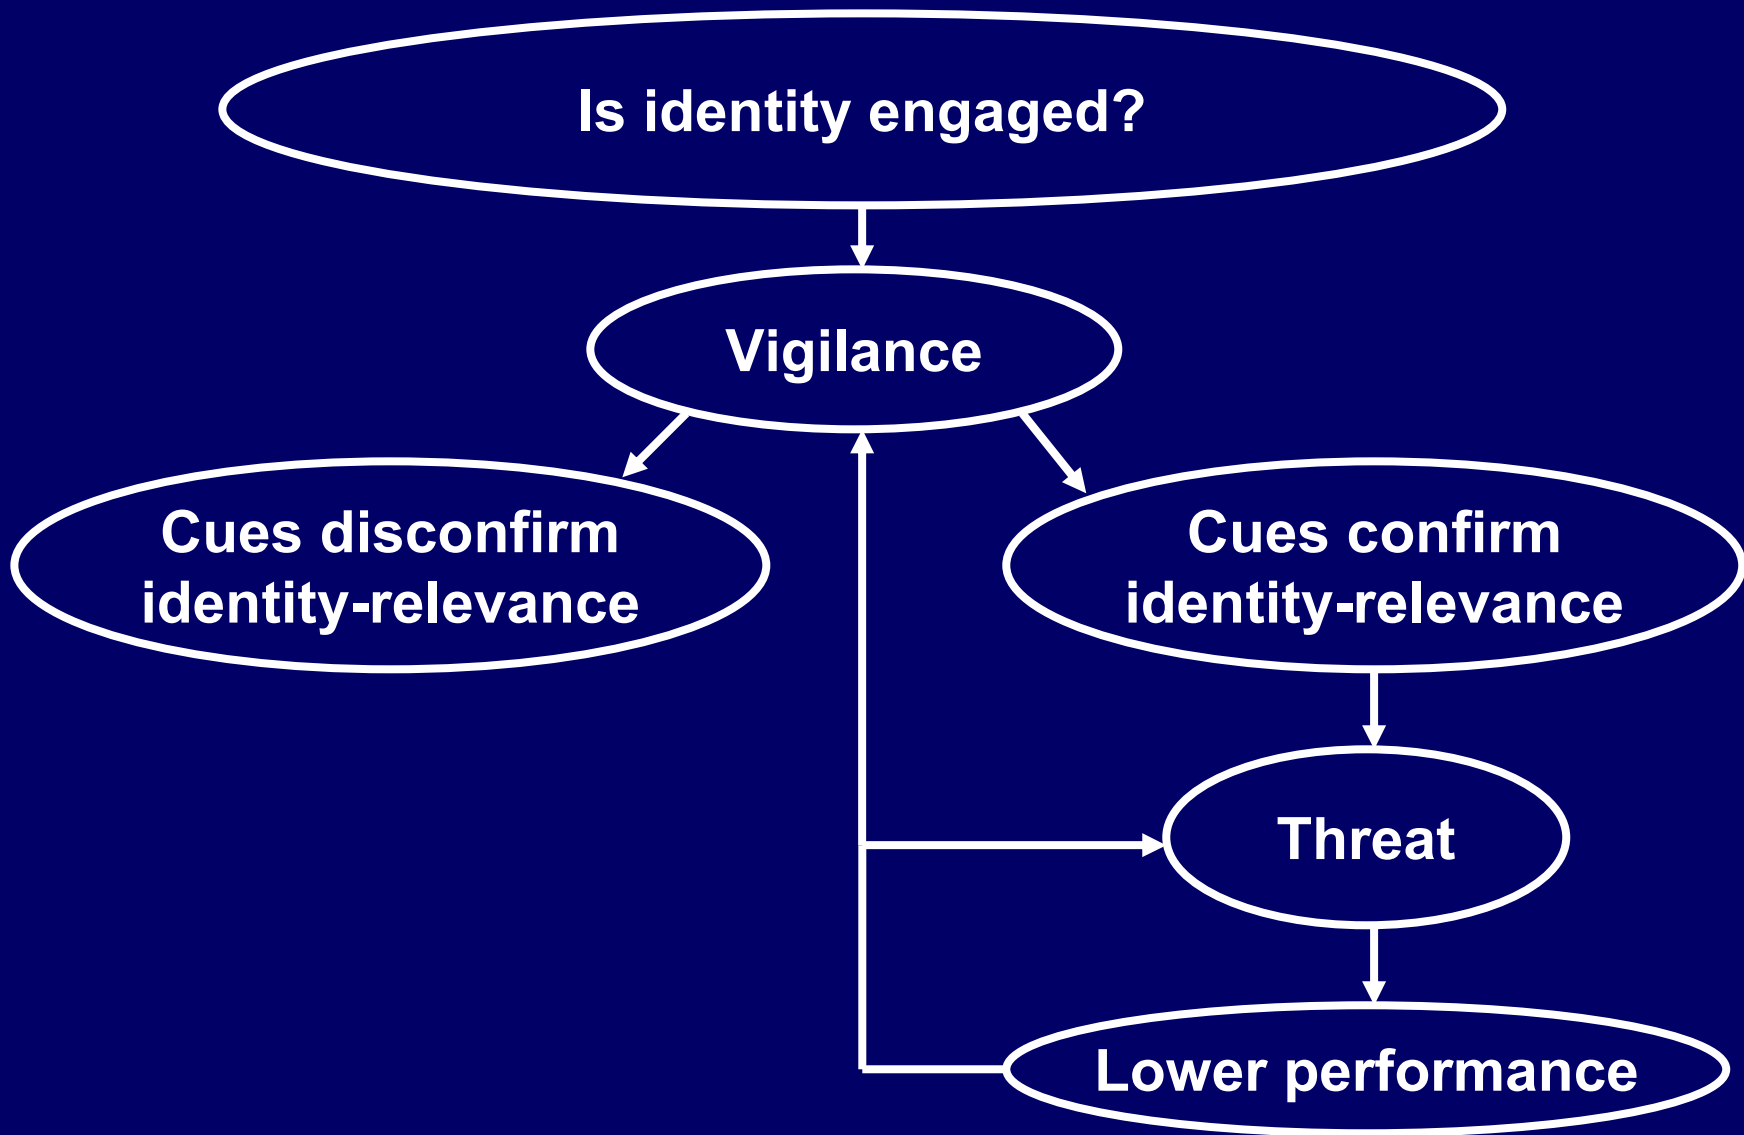 Is identity engaged?
Vigilance
Cues disconfirm
identity-relevance
Cues confirm
identity-relevance
Threat
Lower performance